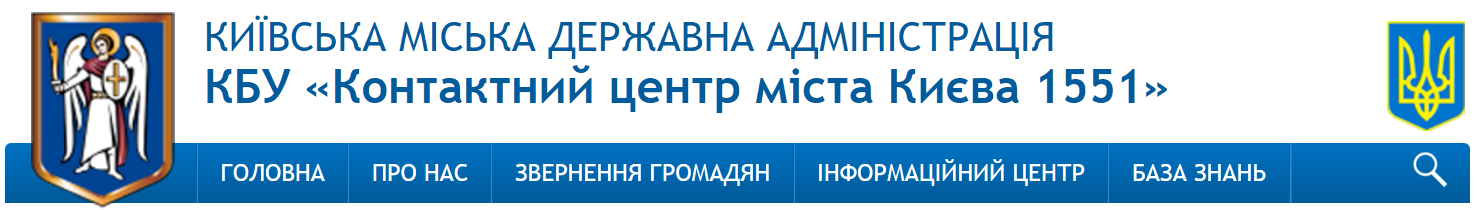 КИЇВСЬКА МІСЬКА ДЕРЖАВНА АДМІНІСТРАЦІЯ
КБУ «Контактний центр міста Києва 1551»
ГОЛОВНА ПРО НАС ЗВЕРНЕННЯ ГРОМАДЯН ІНФОРМАЦІЙНИЙ ЦЕНТР БАЗА ЗНАНЬ